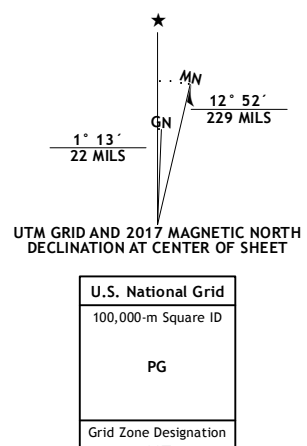 ★
MN
GN
12° 52´
229 MILS
1° 13´
22 MILS
UTM GRID AND 2017 MAGNETIC NORTH
DECLINATION AT CENTER OF SHEET
U.S. National Grid
100,000-m Square ID
PG
Grid Zone Designation